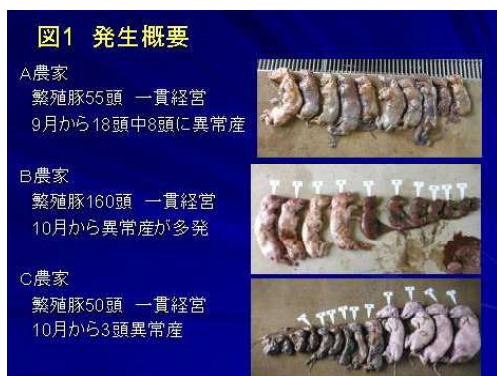 図1 発生概要
A農家
繁殖豚55頭 一貫経営
9月から18頭中8頭に異常産
B農家
繁殖豚160頭 一貫経営
10月から異常産が多発
C農家
繁殖豚50頭 一貫経営
10月から3頭異常産